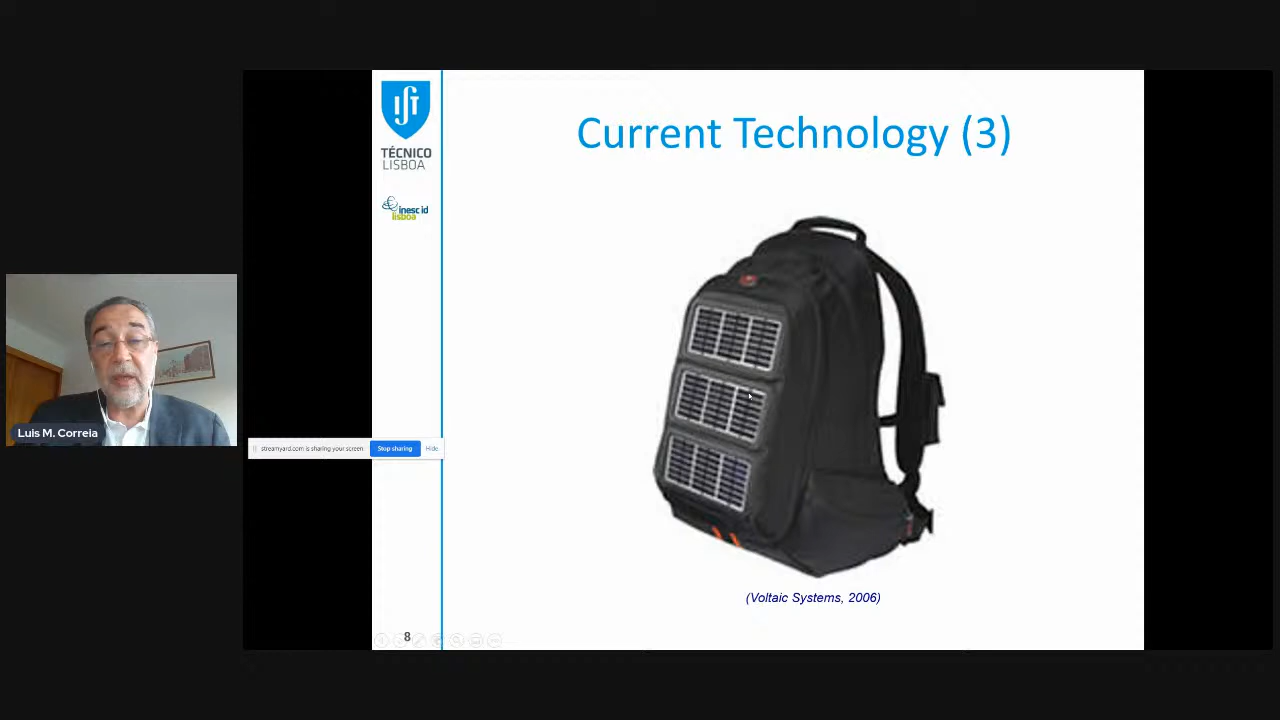 IST
TÉCNICO
LISBOA
inesc id
lisboa
Current Technology (3)
Luis M. Correia
streamyard.com is sharing your screen.
Stop sharing
Hide
(Voltaic Systems, 2006)
8